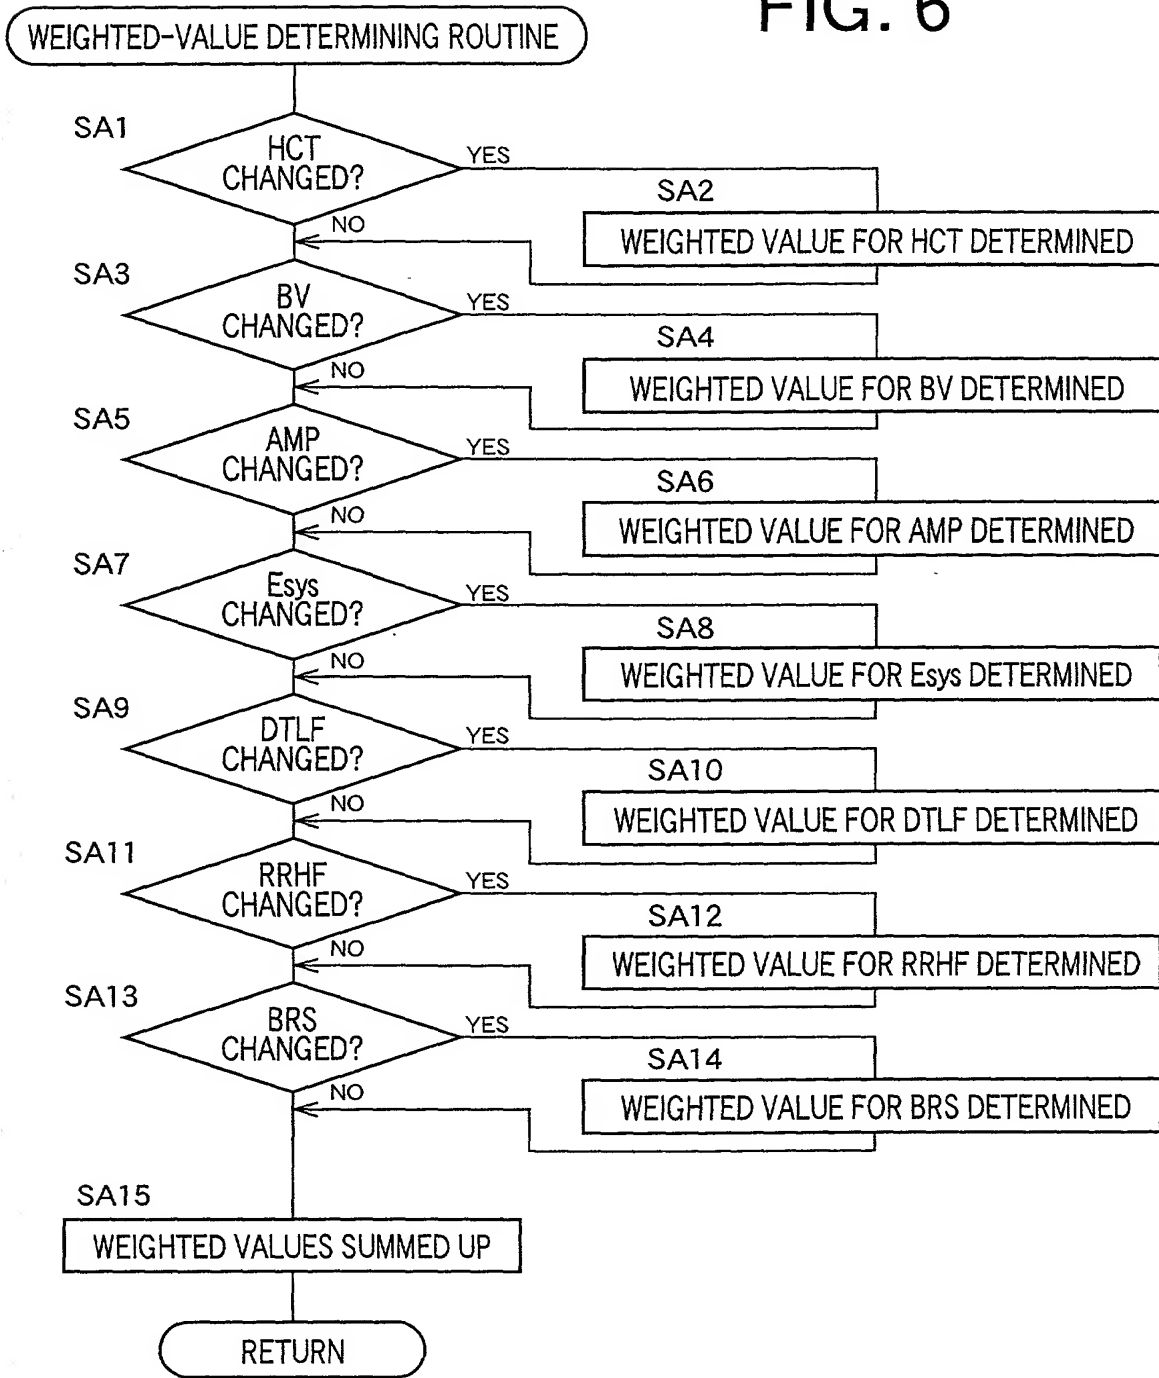 FIG. 6
WEIGHTED-VALUE DETERMINING ROUTINE
SA1
HCT
CHANGED?
YES
NO
SA2
WEIGHTED VALUE FOR HCT DETERMINED
SA3
BV
CHANGED?
YES
NO
SA4
WEIGHTED VALUE FOR BV DETERMINED
SA5
AMP
CHANGED?
YES
NO
SA6
WEIGHTED VALUE FOR AMP DETERMINED
SA7
Esys
CHANGED?
YES
NO
SA8
WEIGHTED VALUE FOR Esys DETERMINED
SA9
DTLF
CHANGED?
YES
NO
SA10
WEIGHTED VALUE FOR DTLF DETERMINED
SA11
RRHF
CHANGED?
YES
NO
SA12
WEIGHTED VALUE FOR RRHF DETERMINED
SA13
BRS
CHANGED?
YES
NO
SA14
WEIGHTED VALUE FOR BRS DETERMINED
SA15
WEIGHTED VALUES SUMMED UP
RETURN